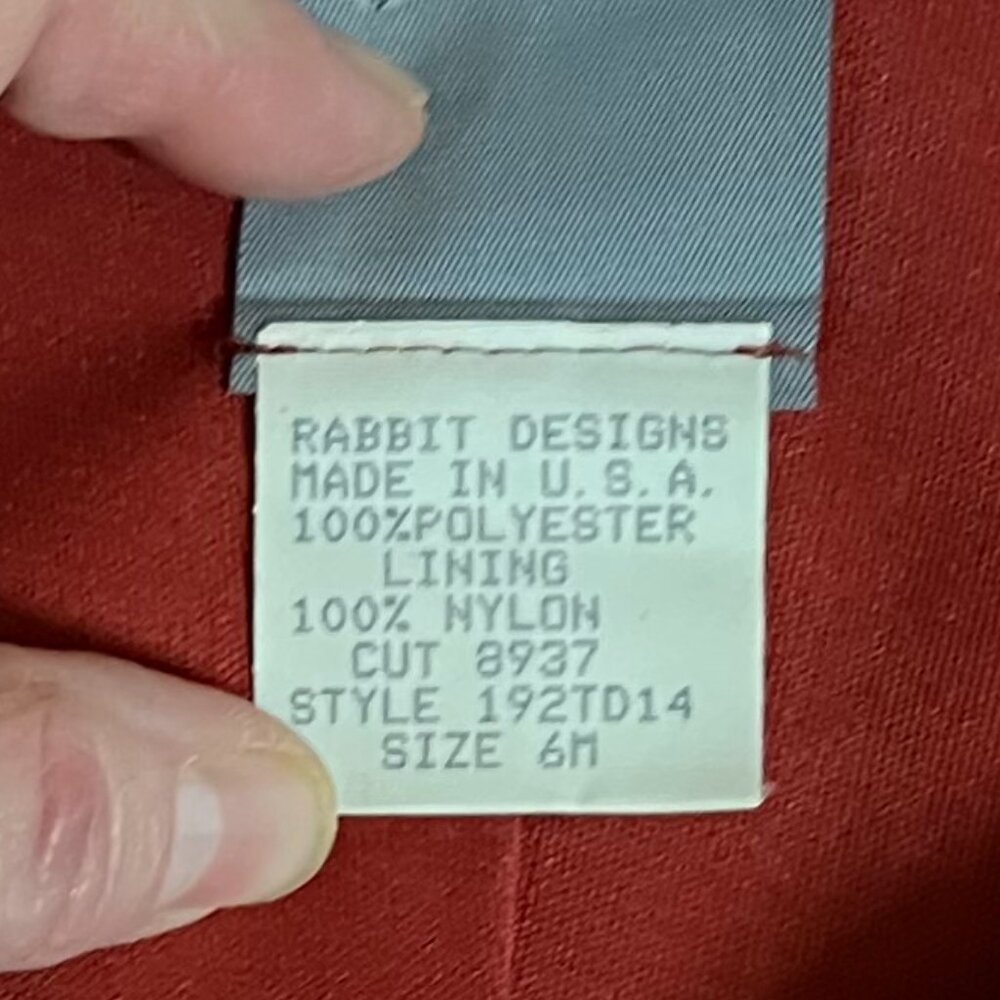 RABBIT DESIGNS
MADE IN U.S.A.
100%POLYESTER
LINING
100% NYLON
CUT 8937
STYLE 192TD14
SIZE 6M